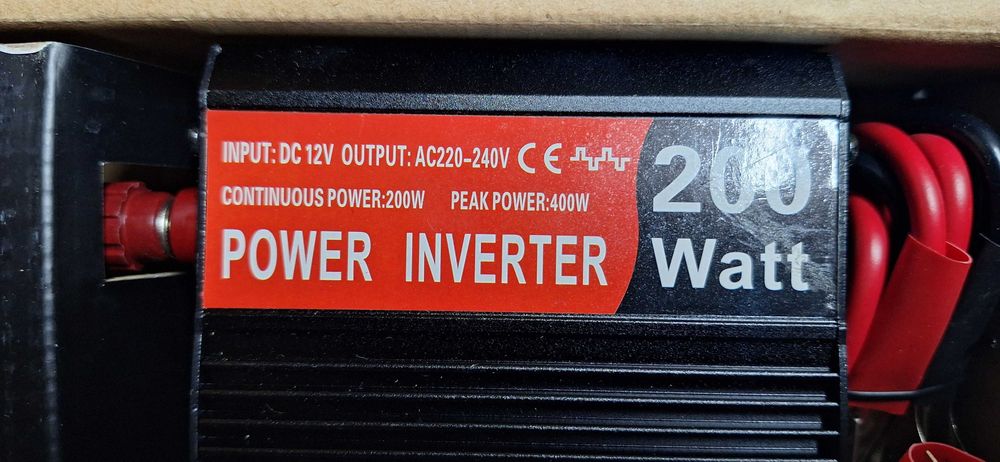 INPUT: DC 12V OUTPUT: AC220-240V CE
CONTINUOUS POWER:200W PEAK POWER:400W
POWER INVERTER
200
Watt